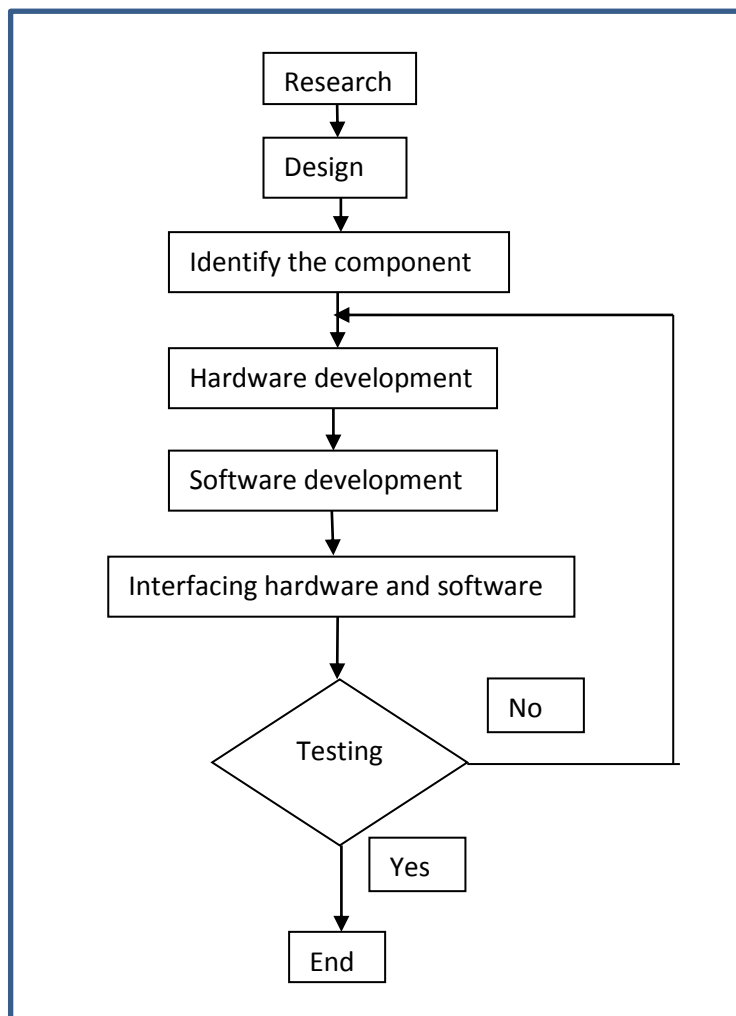 Research
Design
Identify the component
Hardware development
Software development
Interfacing hardware and software
No
Testing
Yes
End